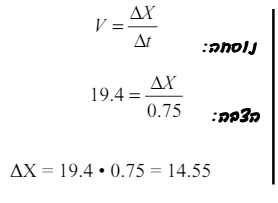 V = ΔX / Δt
נוסחה:
19.4 = ΔX / 0.75
הצבה:
ΔX = 19.4 • 0.75 = 14.55